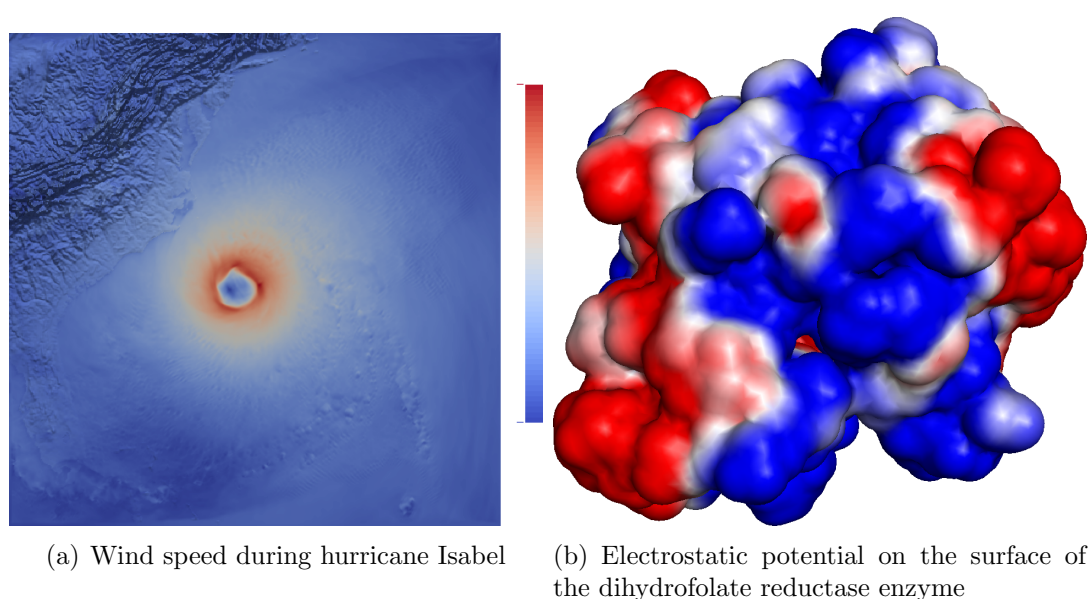 (a) Wind speed during hurricane Isabel
(b) Electrostatic potential on the surface of
the dihydrofolate reductase enzyme